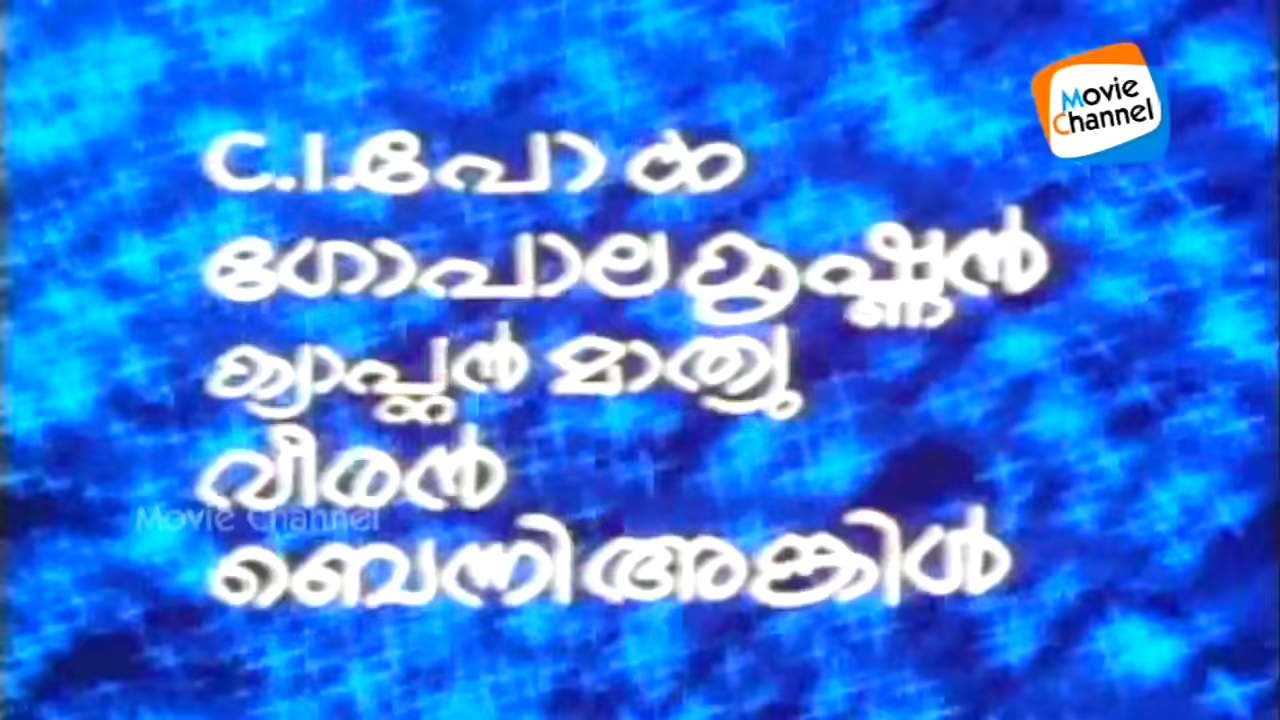 Movie
Channel
C.I.പോൾ
ഗോപാലകൃഷ്ണൻ
ക്യാപ്റ്റൻ മാത്യു
വീരൻ
Movie Channel
ബെന്നി അങ്കിൾ